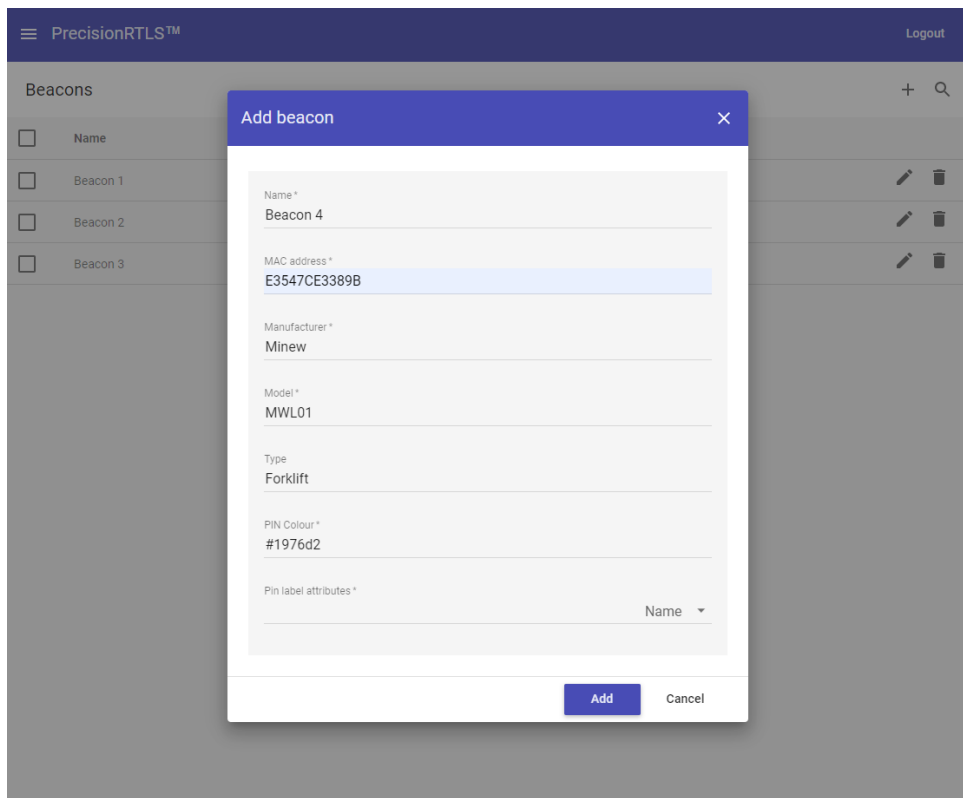 PrecisionRTLS™
Logout
Beacons
Name
Beacon 1
Beacon 2
Beacon 3
Add beacon
Name *
Beacon 4
MAC address *
E3547CE3389B
Manufacturer *
Minew
Model *
MWL01
Type
Forklift
PIN Colour *
#1976d2
Pin label attributes *
Name
Add Cancel